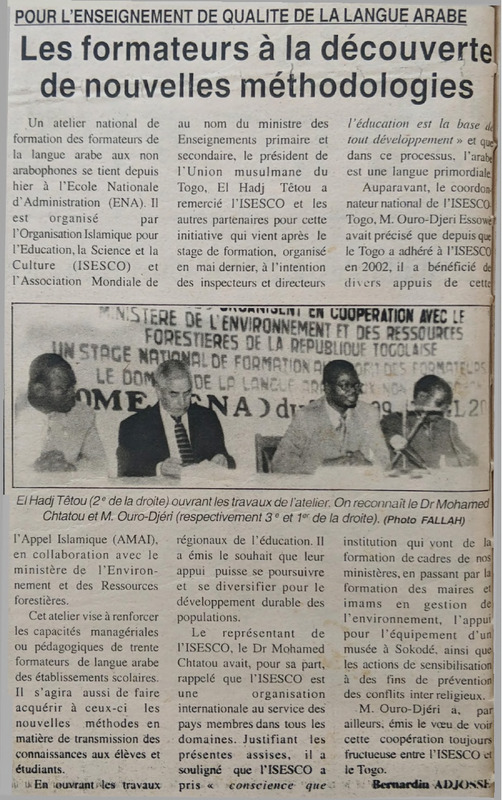 POUR L'ENSEIGNEMENT DE QUALITE DE LA LANGUE ARABE
Les formateurs à la découverte
de nouvelles méthodologies
Un atelier national de
formation des formateurs de
la langue arabe aux non
arabophones se tient depuis
hier à l'Ecole Nationale
d'Administration (ENA). Il
est organisé par
l'Organisation Islamique pour
l'Education, la Science et la
Culture (ISESCO) et
l'Association Mondiale de
l'Appel Islamique (AMAI),
en collaboration avec le
ministère de l'Environ-
nement et des Ressources
forestières.
Cet atelier vise à renforcer
les capacités managériales
ou pédagogiques de trente
formateurs de langue arabe
des établissements scolaires.
Il s'agira aussi de faire
acquérir à ceux-ci les
nouvelles méthodes en
matière de transmission des
connaissances aux élèves et
étudiants.
En ouvrant les travaux
au nom du ministre des
Enseignements primaire et
secondaire, le président de
l'Union musulmane du
Togo, El Hadj Têtou a
remercié l'ISESCO et les
autres partenaires pour cette
initiative qui vient après le
stage de formation, organisé
en mai dernier, à l'intention
des inspecteurs et directeurs
régionaux de l'éducation. Il
a émis le souhait que leur
appui puisse se poursuivre
et se diversifier pour le
développement durable des
populations.
Le représentant de
l'ISESCO, le Dr Mohamed
Chtatou avait, pour sa part,
rappelé que l'ISESCO est
une organisation
internationale au service des
pays membres dans tous les
domaines. Justifiant les
présentes assises, il a
souligné que l'ISESCO a
pris « conscience que
l'éducation est la base de
tout développement » et que
dans ce processus, l'arabe
est une langue primordiale.
Auparavant, le coordon-
nateur national de l'ISESCO-
Togo, M. Ouro-Djeri Essowè
avait précisé que depuis que
le Togo a adhéré à l'ISESCO
en 2002, il a bénéficié de
divers appuis de cette
institution qui vont de la
formation de cadres de nos
ministères, en passant par la
formation des maires et
imams en gestion de
l'environnement, l'appui
pour l'équipement d'un
musée à Sokodé, ainsi que
les actions de sensibilisation
à des fins de prévention
des conflits inter religieux.
M. Ouro-Djéri a, par
ailleurs, émis le vœu de voir
cette coopération toujours
fructueuse entre l'ISESCO et
le Togo.
Bernardin ADJOSSE
ORGANISENT EN COOPERATION AVEC LE
MINISTERE DE L'ENVIRONNEMENT ET DES RESSOURCES
FORESTIERES DE LA REPUBLIQUE TOGOLAISE
UN STAGE NATIONAL DE FORMATION DES FORMATEURS
LE DOM DE LA LANGUE
OME ENA) du
El Hadj Têtou (2e de la droite) ouvrant les travaux de l'atelier. On reconnaît le Dr Mohamed
Chtatou et M. Ouro-Djéri (respectivement 3e et 1er de la droite). (Photo FALLAH)